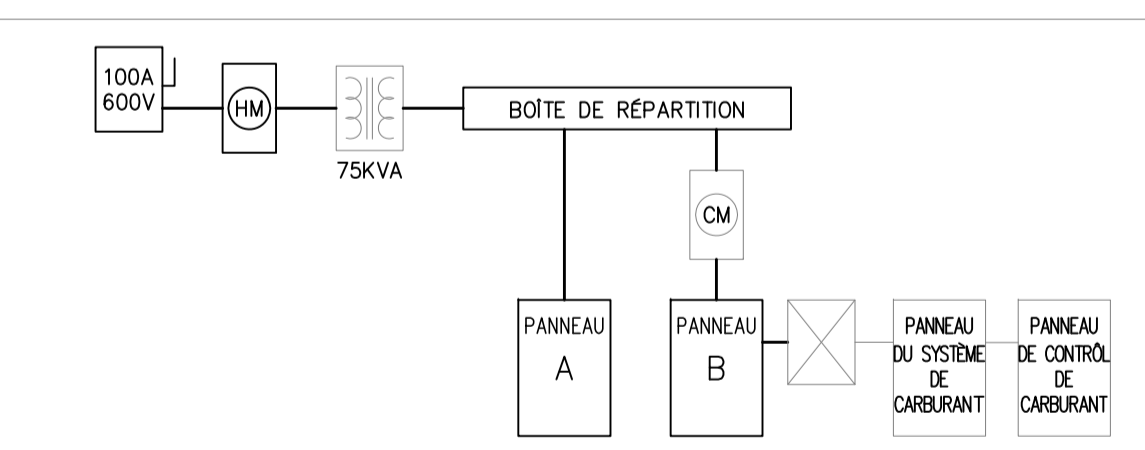 100A
600V
HM
75KVA
BOÎTE DE RÉPARTITION
CM
PANNEAU
A
PANNEAU
B
PANNEAU
DU SYSTÈME
DE
CARBURANT
PANNEAU
DE CONTRÔL
DE
CARBURANT